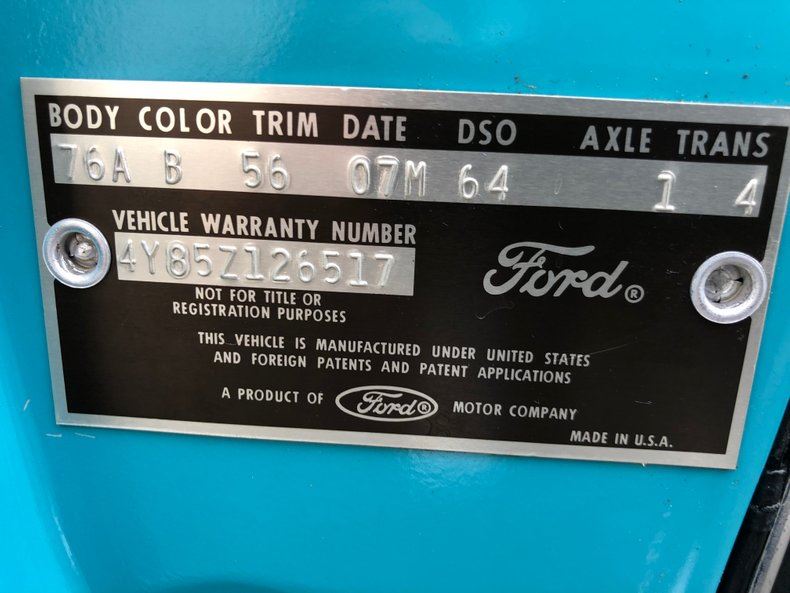 BODY COLOR TRIM DATE DSO AXLE TRANS
76A B 56 07M 64 1 4
VEHICLE WARRANTY NUMBER
4Y85Z126517
NOT FOR TITLE OR
REGISTRATION PURPOSES
Ford®
THIS VEHICLE IS MANUFACTURED UNDER UNITED STATES
AND FOREIGN PATENTS AND PATENT APPLICATIONS
A PRODUCT OF Ford® MOTOR COMPANY
MADE IN U.S.A.